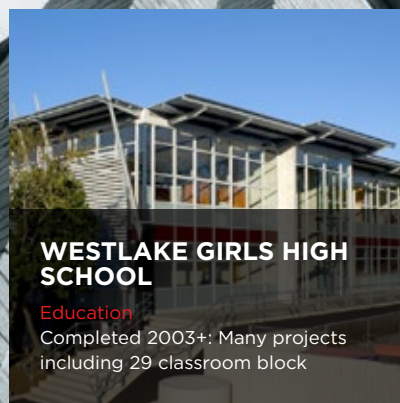 WESTLAKE GIRLS HIGH
SCHOOL
Education
Completed 2003+: Many projects
including 29 classroom block